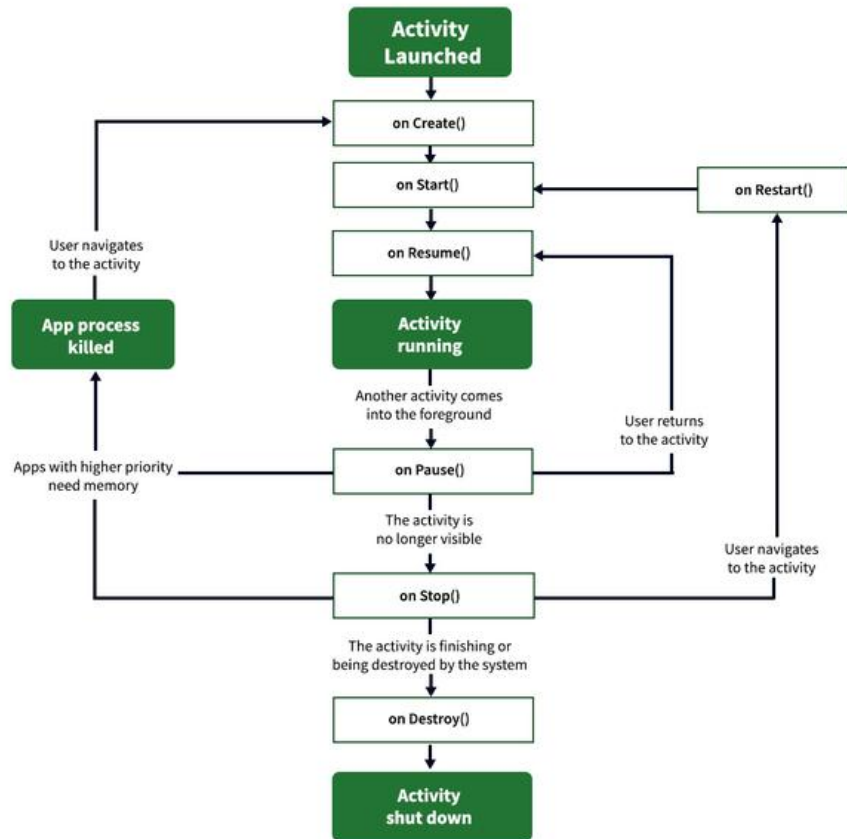 Activity
Launched
on Create()
on Start()
on Restart()
on Resume()
User navigates
to the activity
App process
killed
Activity
running
Another activity comes
into the foreground
User returns
to the activity
Apps with higher priority
need memory
on Pause()
The activity is
no longer visible
User navigates
to the activity
on Stop()
The activity is finishing or
being destroyed by the system
on Destroy()
Activity
shut down